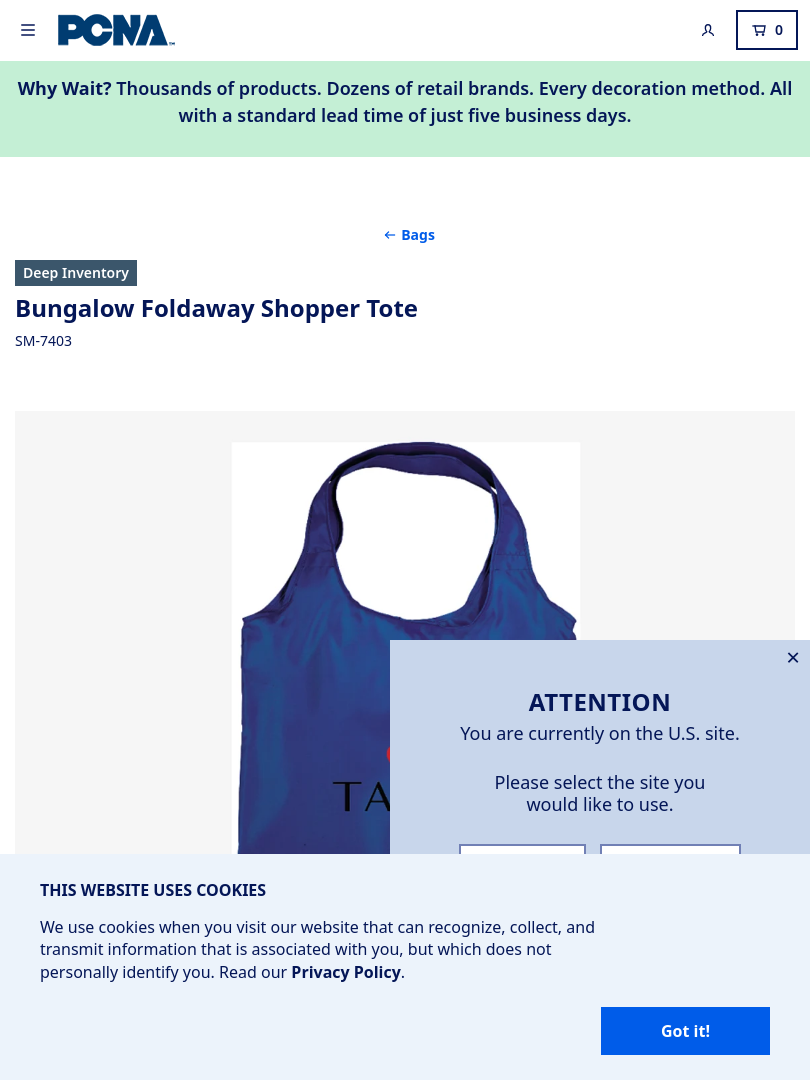 PCNA
0
Why Wait? Thousands of products. Dozens of retail brands. Every decoration method. All
with a standard lead time of just five business days.
← Bags
Deep Inventory
Bungalow Foldaway Shopper Tote
SM-7403
TA
ATTENTION
You are currently on the U.S. site.
Please select the site you
would like to use.
THIS WEBSITE USES COOKIES
We use cookies when you visit our website that can recognize, collect, and
transmit information that is associated with you, but which does not
personally identify you. Read our Privacy Policy.
Got it!